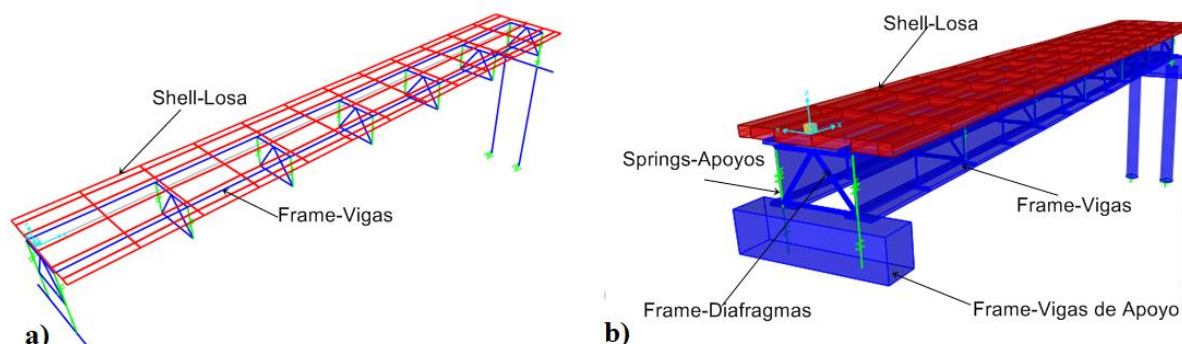 Shell-Losa
Frame-Vigas
a)
Shell-Losa
Springs-Apoyos
Frame-Vigas
Frame-Diafragmas
Frame-Vigas de Apoyo
b)